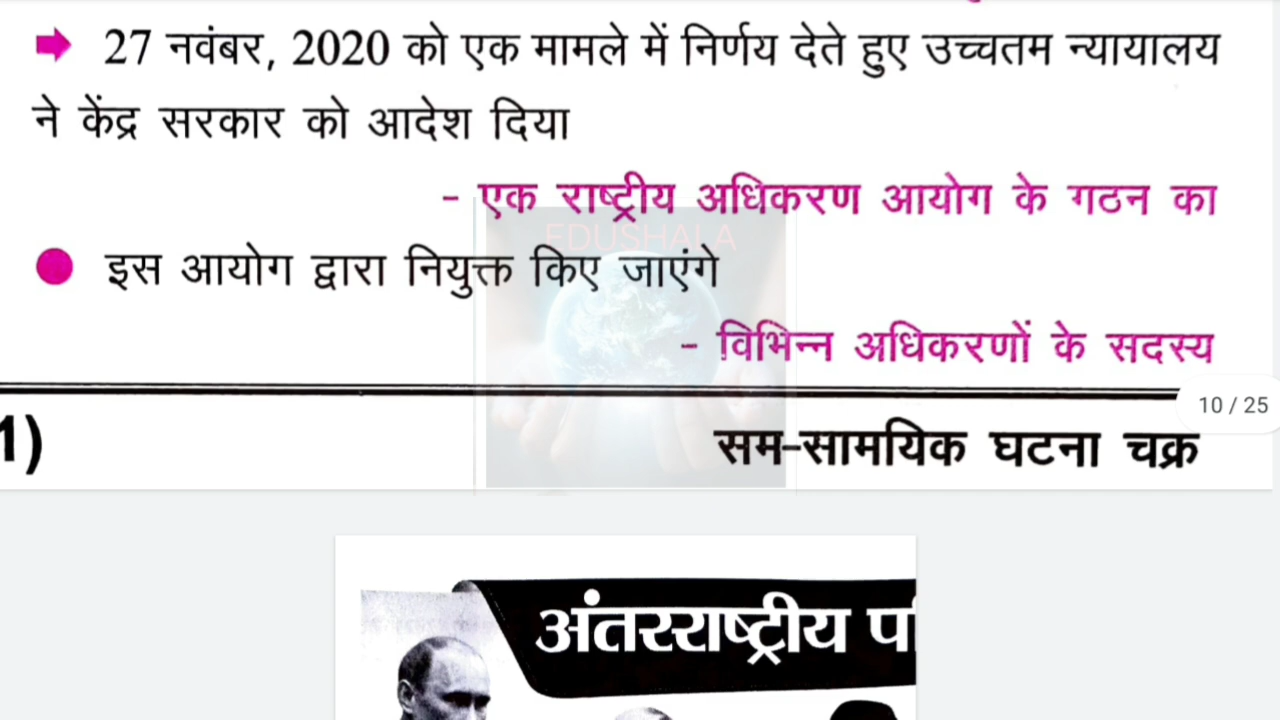 ➡ 27 नवंबर, 2020 को एक मामले में निर्णय देते हुए उच्चतम न्यायालय
ने केंद्र सरकार को आदेश दिया
- एक राष्ट्रीय अधिकरण आयोग के गठन का
EDUSHALA
● इस आयोग द्वारा नियुक्त किए जाएंगे
- विभिन्न अधिकरणों के सदस्य
10 / 25
1)
सम-सामयिक घटना चक्र
अंतरराष्ट्रीय